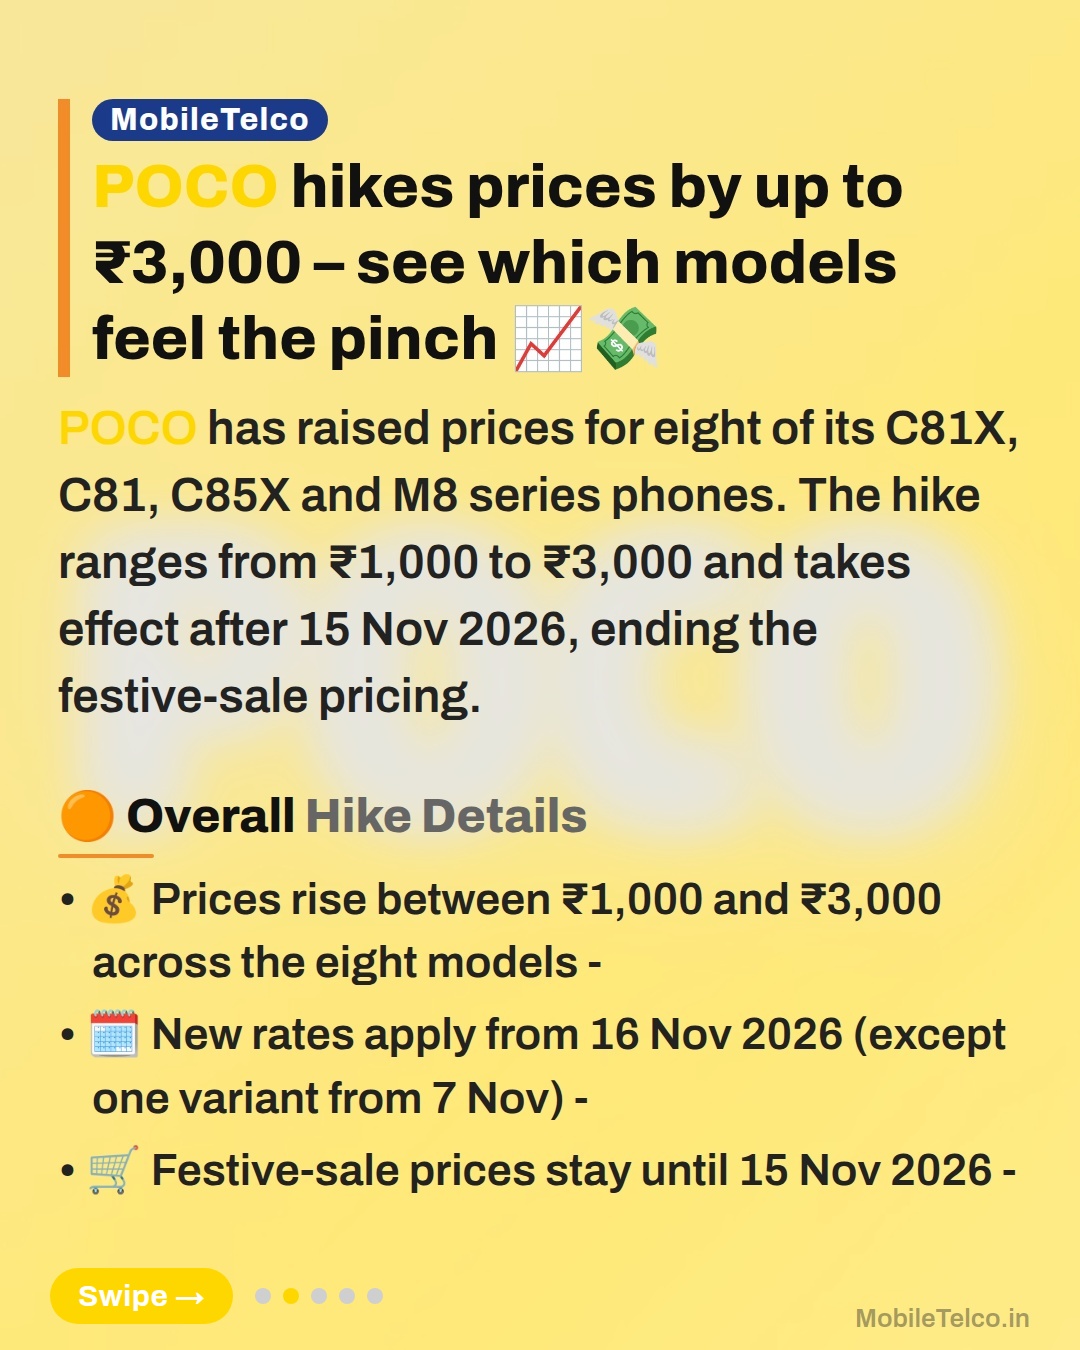 MobileTelco
POCO hikes prices by up to
₹3,000 – see which models
feel the pinch 📈💸
POCO has raised prices for eight of its C81X,
C81, C85X and M8 series phones. The hike
ranges from ₹1,000 to ₹3,000 and takes
effect after 15 Nov 2026, ending the
festive-sale pricing.
🟠 Overall Hike Details
• 💰 Prices rise between ₹1,000 and ₹3,000
across the eight models -
• 🗓️ New rates apply from 16 Nov 2026 (except
one variant from 7 Nov) -
• 🛒 Festive-sale prices stay until 15 Nov 2026 -
Swipe →
MobileTelco.in